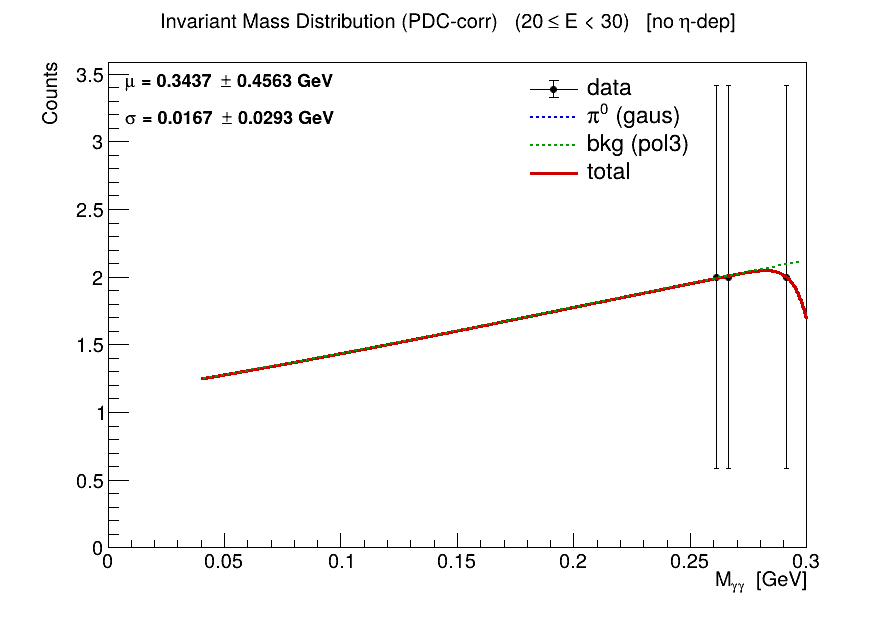 Invariant Mass Distribution (PDC-corr) (20 ≤ E < 30) [no η-dep]
Counts
μ = 0.3437 ± 0.4563 GeV
σ = 0.0167 ± 0.0293 GeV
data
π⁰ (gaus)
bkg (pol3)
total
3.5
3
2.5
2
1.5
1
0.5
0
0 0.05 0.1 0.15 0.2 0.25 0.3
Mγγ [GeV]